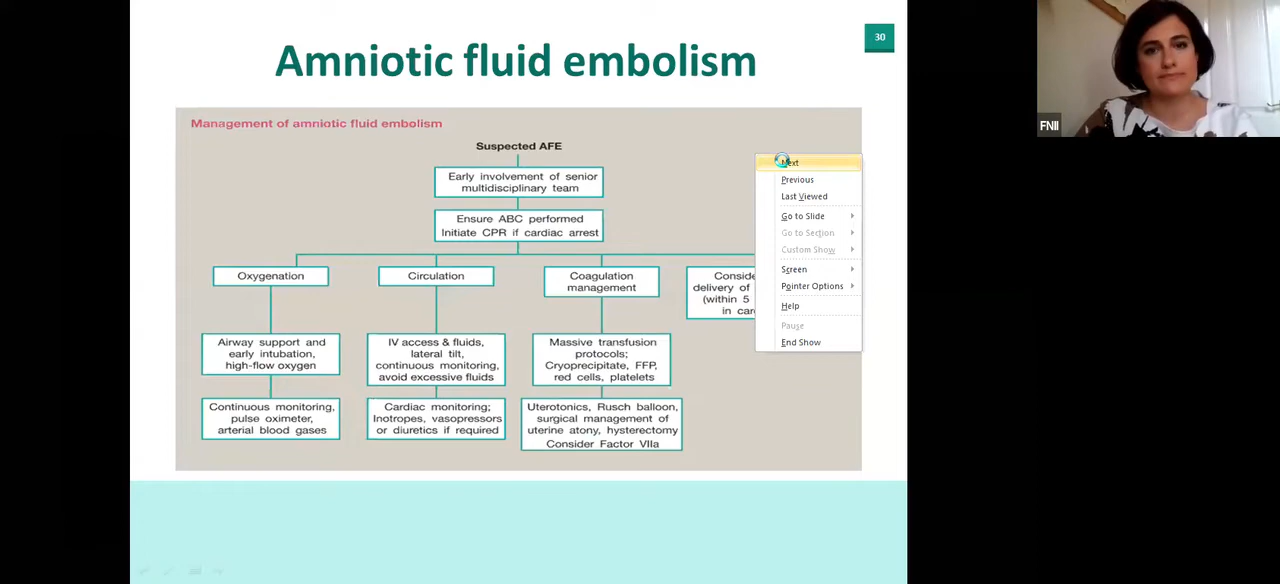 Amniotic fluid embolism
30
Management of amniotic fluid embolism
Suspected AFE
Early involvement of senior
multidisciplinary team
Ensure ABC performed
Initiate CPR if cardiac arrest
Oxygenation
Circulation
Coagulation
management
delivery of
(within 5
in
Airway support and
early intubation,
high-flow oxygen
IV access & fluids,
lateral tilt,
continuous monitoring,
avoid excessive fluids
Massive transfusion
protocols;
Cryoprecipitate, FFP,
red cells, platelets
Continuous monitoring,
pulse oximeter,
arterial blood gases
Cardiac monitoring;
Inotropes, vasopressors
or diuretics if required
Uterotonics, Rusch balloon,
surgical management of
uterine atony, hysterectomy
Consider Factor VIIa
Next
Previous
Last Viewed
Go to Slide
Go to Section
Custom Show
Screen
Pointer Options
Help
Pause
End Show
FNII